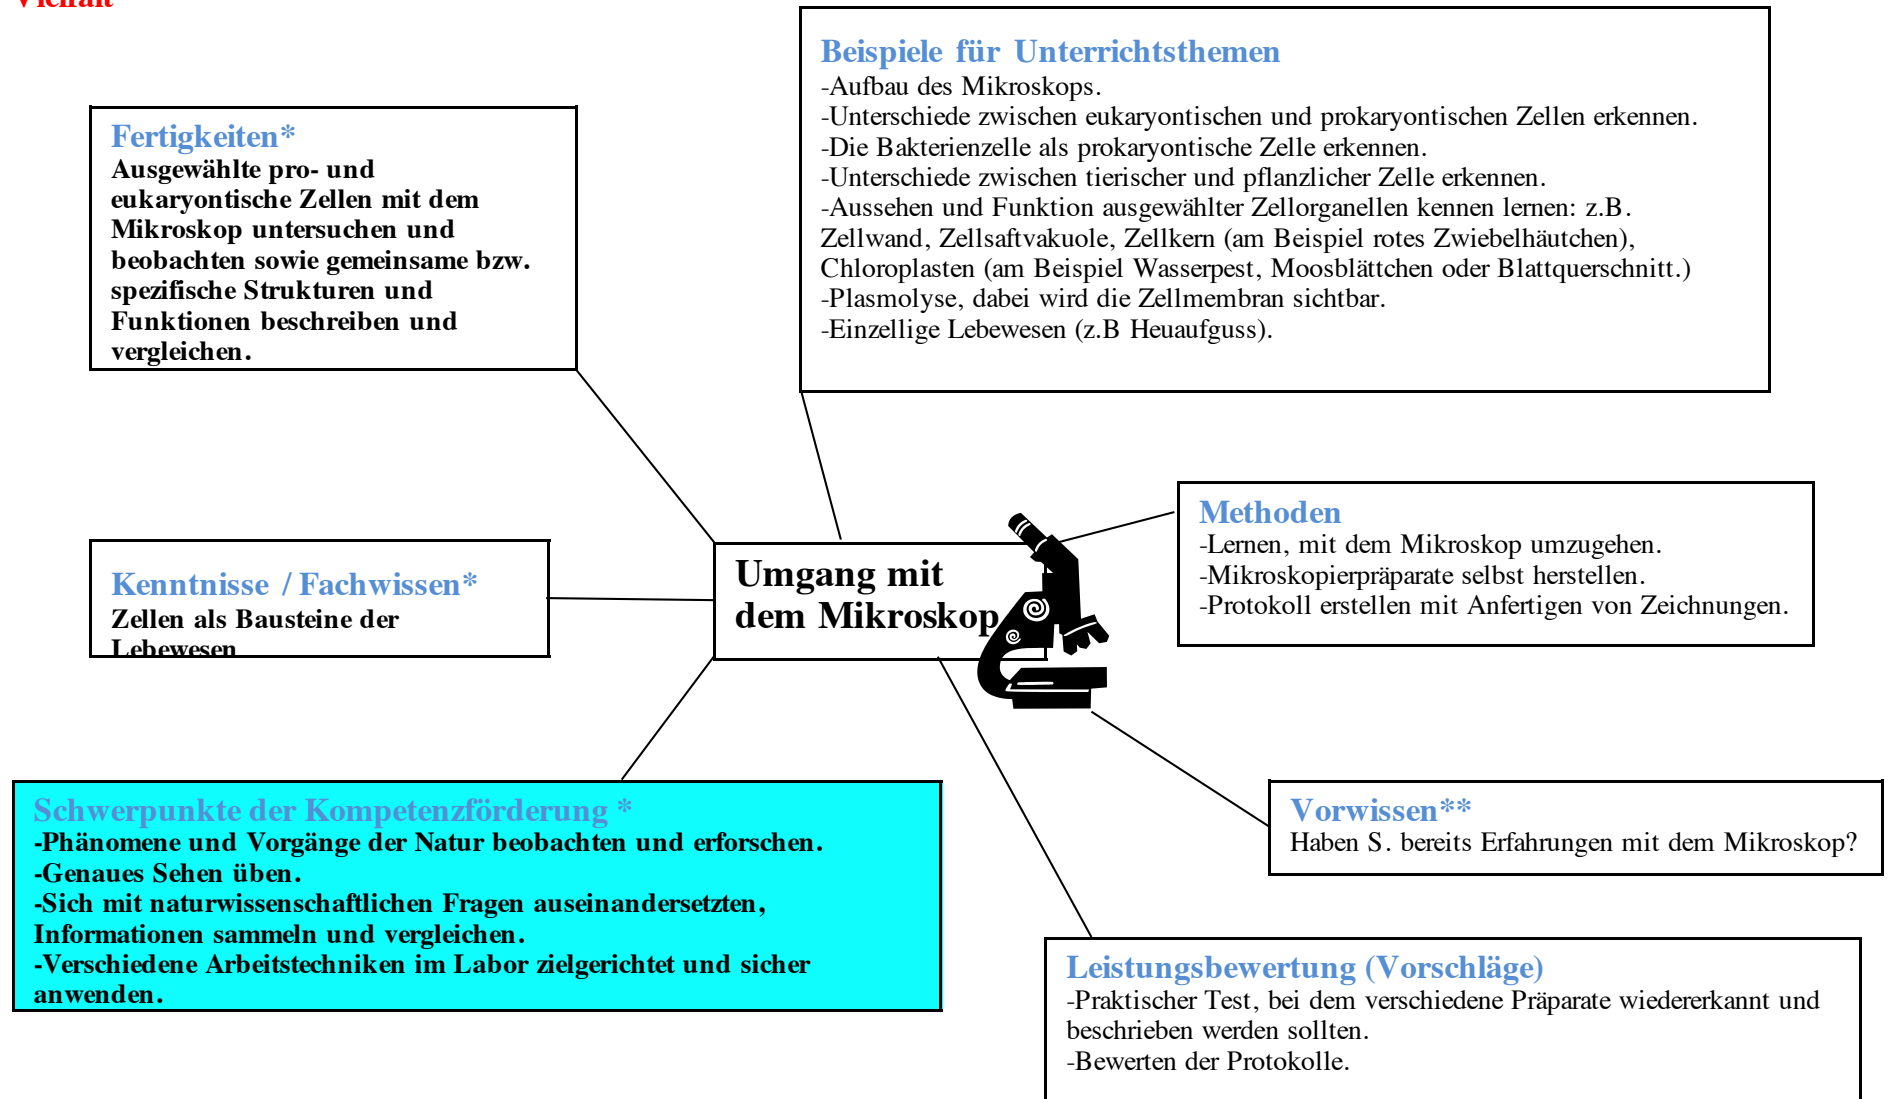 Vielfalt
Beispiele für Unterrichtsthemen
-Aufbau des Mikroskops.
-Unterschiede zwischen eukaryontischen und prokaryontischen Zellen erkennen.
-Die Bakterienzelle als prokaryontische Zelle erkennen.
-Unterschiede zwischen tierischer und pflanzlicher Zelle erkennen.
-Aussehen und Funktion ausgewählter Zellorganellen kennen lernen: z.B.
Zellwand, Zellsaftvakuole, Zellkern (am Beispiel rotes Zwiebelhäutchen),
Chloroplasten (am Beispiel Wasserpest, Moosblättchen oder Blattquerschnitt.)
-Plasmolyse, dabei wird die Zellmembran sichtbar.
-Einzellige Lebewesen (z.B Heuaufguss).
Fertigkeiten*
Ausgewählte pro- und
eukaryontische Zellen mit dem
Mikroskop untersuchen und
beobachten sowie gemeinsame bzw.
spezifische Strukturen und
Funktionen beschreiben und
vergleichen.
Methoden
-Lernen, mit dem Mikroskop umzugehen.
-Mikroskopierpräparate selbst herstellen.
-Protokoll erstellen mit Anfertigen von Zeichnungen.
Kenntnisse / Fachwissen*
Zellen als Bausteine der
Lebewesen
Umgang mit
dem Mikroskop
Schwerpunkte der Kompetenzförderung *
-Phänomene und Vorgänge der Natur beobachten und erforschen.
-Genaues Sehen üben.
-Sich mit naturwissenschaftlichen Fragen auseinandersetzten,
Informationen sammeln und vergleichen.
-Verschiedene Arbeitstechniken im Labor zielgerichtet und sicher
anwenden.
Vorwissen**
Haben S. bereits Erfahrungen mit dem Mikroskop?
Leistungsbewertung (Vorschläge)
-Praktischer Test, bei dem verschiedene Präparate wiedererkannt und
beschrieben werden sollten.
-Bewerten der Protokolle.